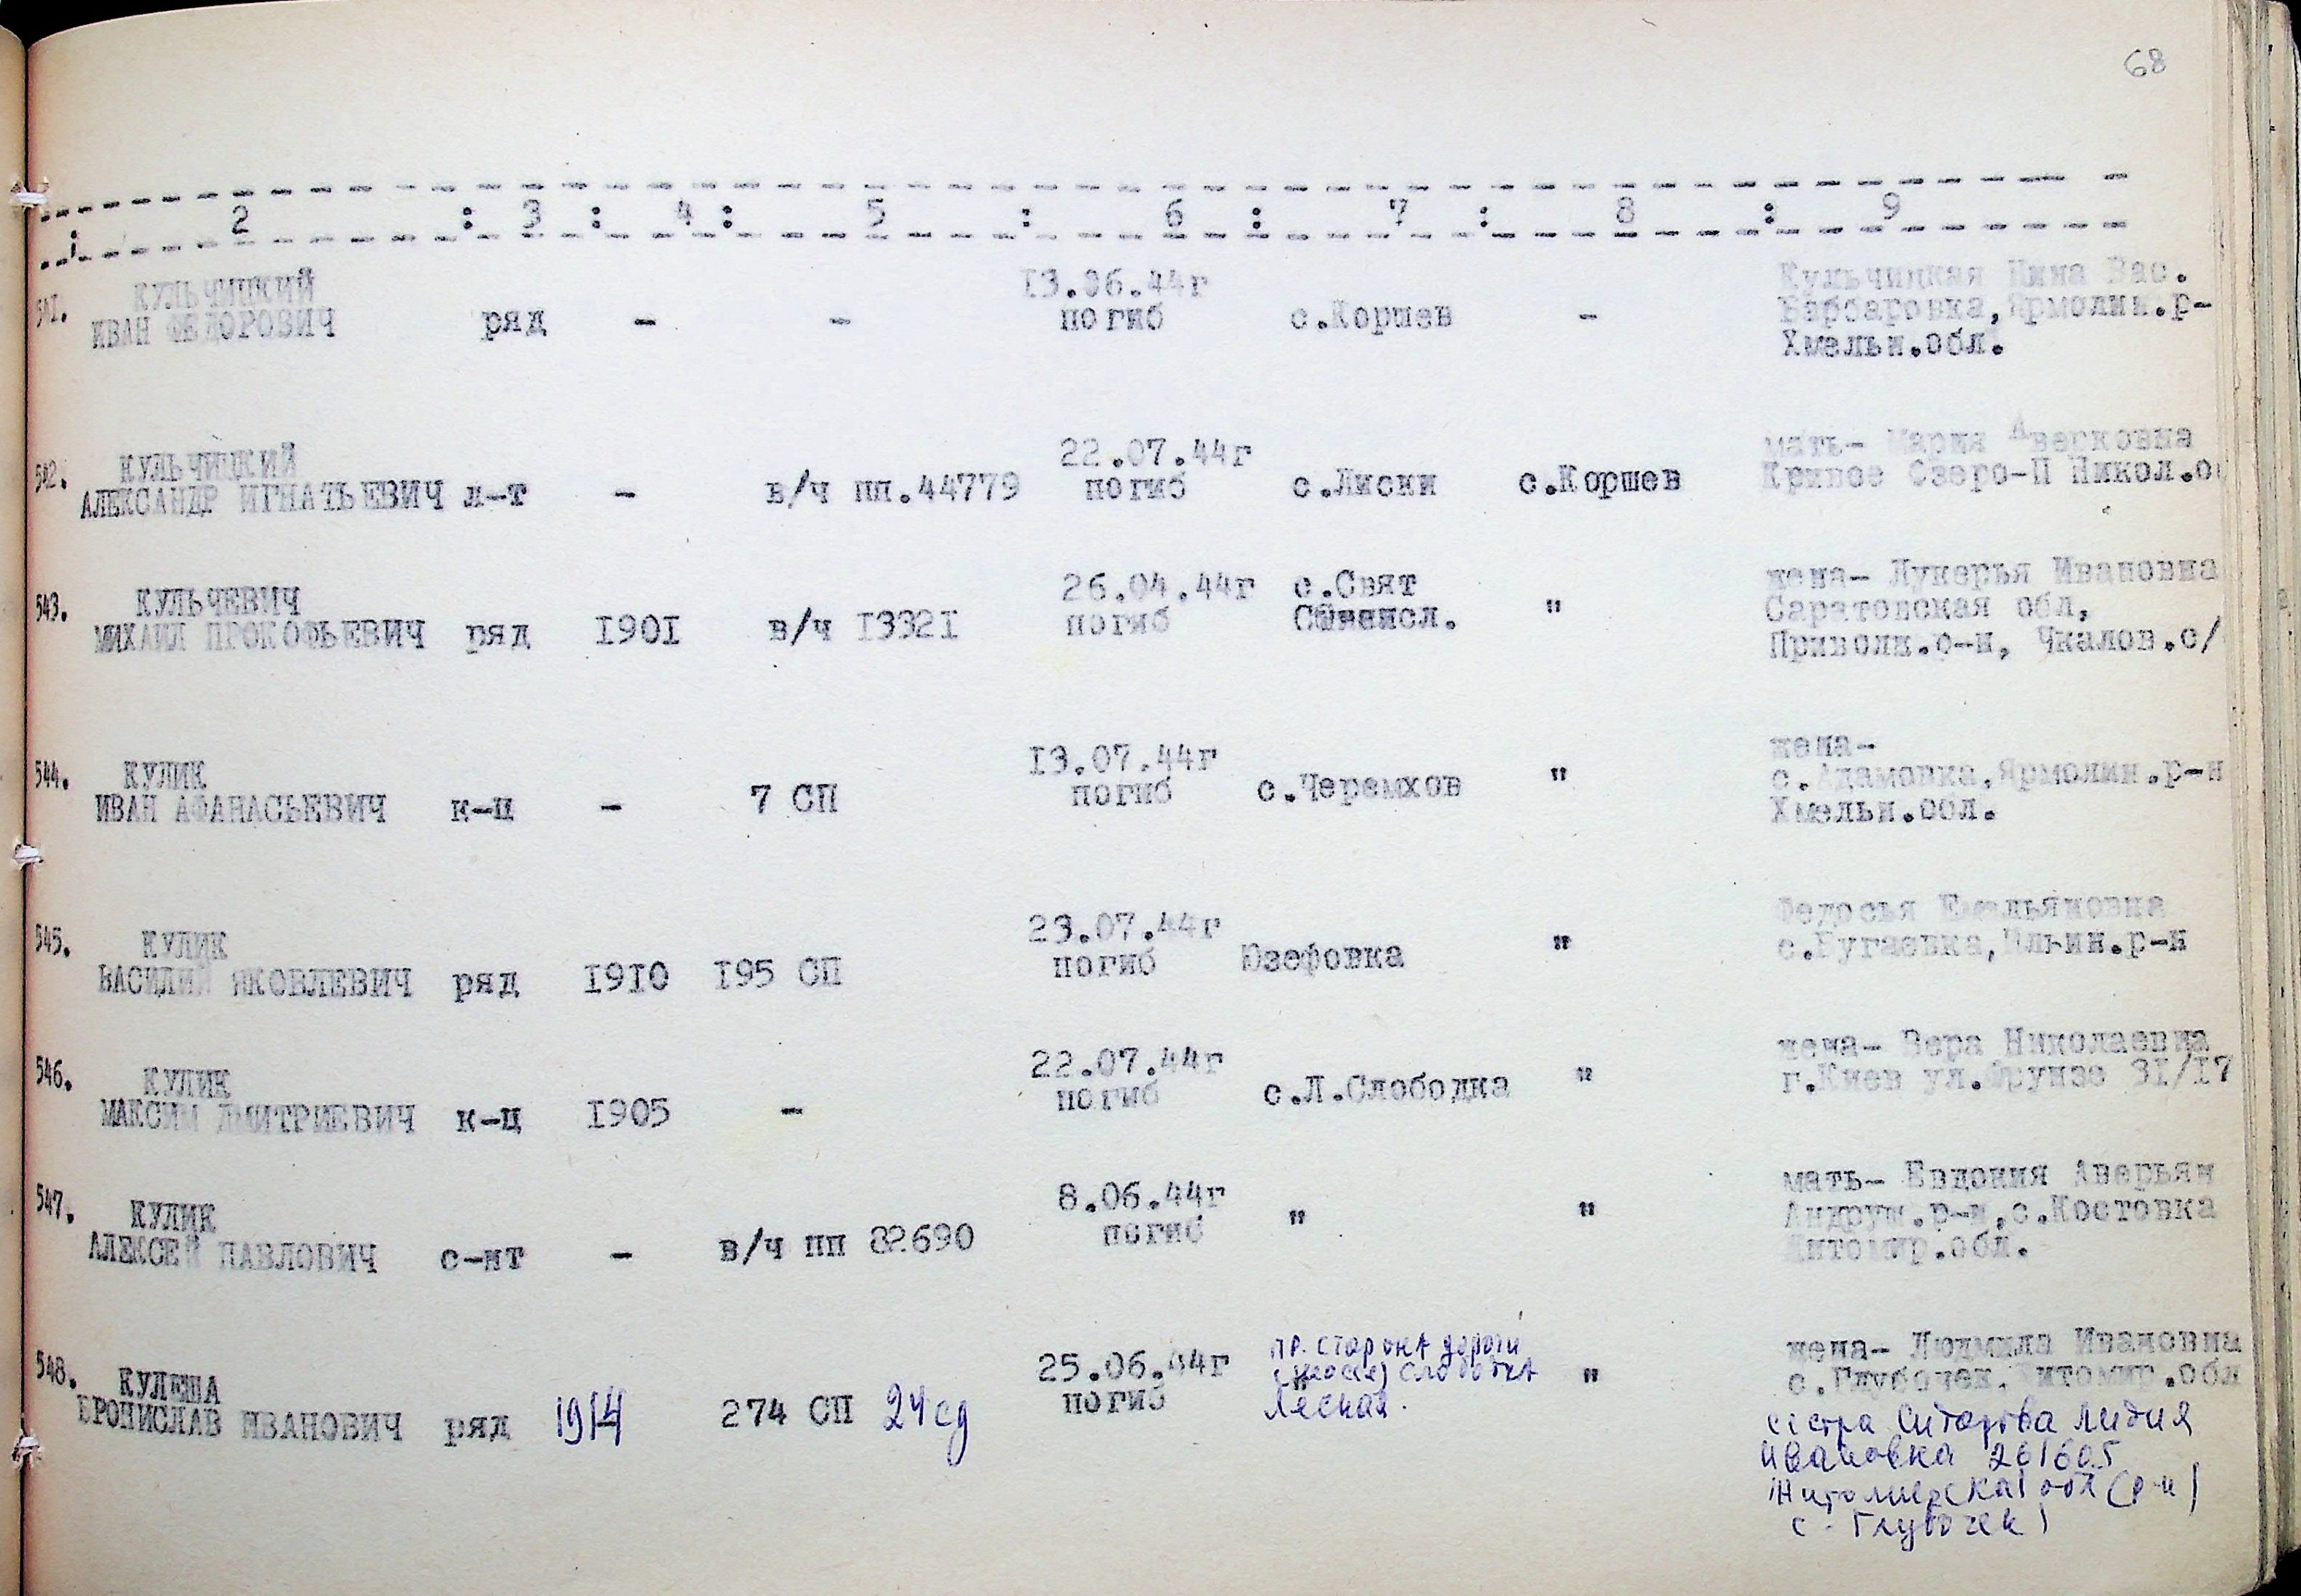 68
: 2 : 3 : 4 : 5 : 6 : 7 : 8 : 9
541. КУЛЬЧИЦКИЙ 13.06.44г Кульчицкая Нина Вас.
ИВАН ФЕДОРОВИЧ ряд - - погиб с.Коршев - Барбаровка, Ярмолин.р-
Хмельн.обл.
542. КУЛЬЧИЦКИЙ 22.07.44г мать- Мария Аверковна
АЛЕКСАНДР ИГНАТЬЕВИЧ л-т - в/ч пп.44779 погиб с.Лиски с.Коршев Кривое Озеро-II Никол.о
543. КУЛЬЧЕВИЧ 26.04.44г с.Свят жена- Лукерья Ивановна
МИХАИЛ ПРОКОФЬЕВИЧ ряд 1901 в/ч 13321 погиб " Саратовская обл,
Приволж.о-н, Чкалов.с/
544. КУЛИК 13.07.44г жена-
ИВАН АФАНАСЬЕВИЧ к-ц - 7 СП погиб с.Черемхов " с.Адамовка,Ярмолин.р-н
Хмельн.обл.
545. КУЛИК 23.07.44г Федосья Емельяновна
ВАСИЛИЙ ЯКОВЛЕВИЧ ряд 1910 195 СП погиб Юзефовка " с.Бугаевка,Ильин.р-н
546. КУЛИК 22.07.44г жена- Вера Николаевна
МАКСИМ ДМИТРИЕВИЧ к-ц 1905 - погиб с.Л.Слободка " г.Киев ул.Фрунзе 31/17
547. КУЛИК 8.06.44г мать- Евдокия Аверьян
АЛЕКСЕЙ ПАВЛОВИЧ с-нт - в/ч пп 82690 погиб " " Андруш.р-н,с.Костовка
Житомир.обл.
548. КУЛЕША 25.06.44г пр. сторона дороги жена- Людмила Ивановна
БРОНИСЛАВ ИВАНОВИЧ ряд 1914 274 СП 24 сд погиб (шоссе) Слободка " с.Глубочек, Житомир.обл
Лесная.
сестра Ситарова Лидия
Ивановка 261605
Житомирская обл (р-н)
с. Глубочек)